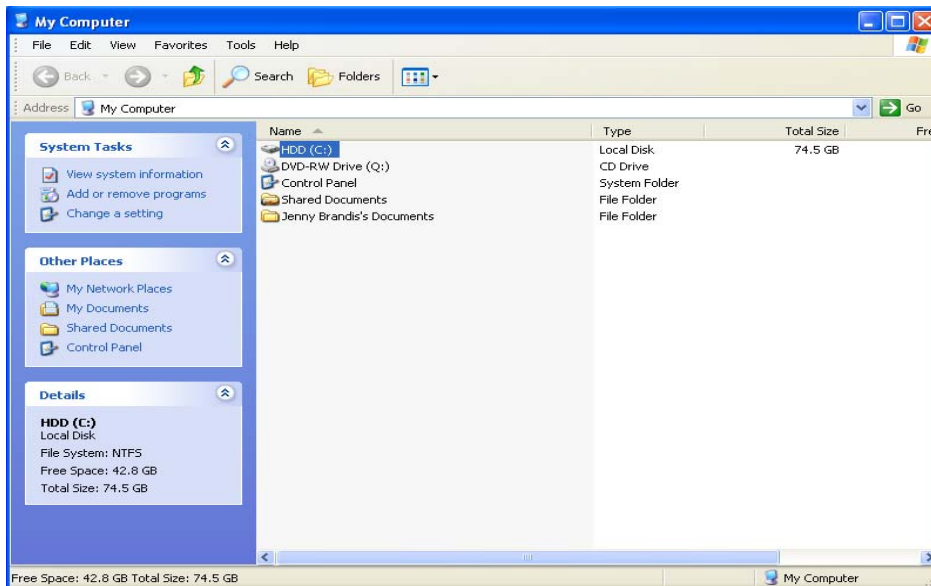 My Computer
File Edit View Favorites Tools Help
Back Search Folders
Address My Computer Go
System Tasks
View system information
Add or remove programs
Change a setting
Other Places
My Network Places
My Documents
Shared Documents
Control Panel
Details
HDD (C:)
Local Disk
File System: NTFS
Free Space: 42.8 GB
Total Size: 74.5 GB
Name Type Total Size Fre
HDD (C:) Local Disk 74.5 GB
DVD-RW Drive (Q:) CD Drive
Control Panel System Folder
Shared Documents File Folder
Jenny Brandis's Documents File Folder
Free Space: 42.8 GB Total Size: 74.5 GB My Computer